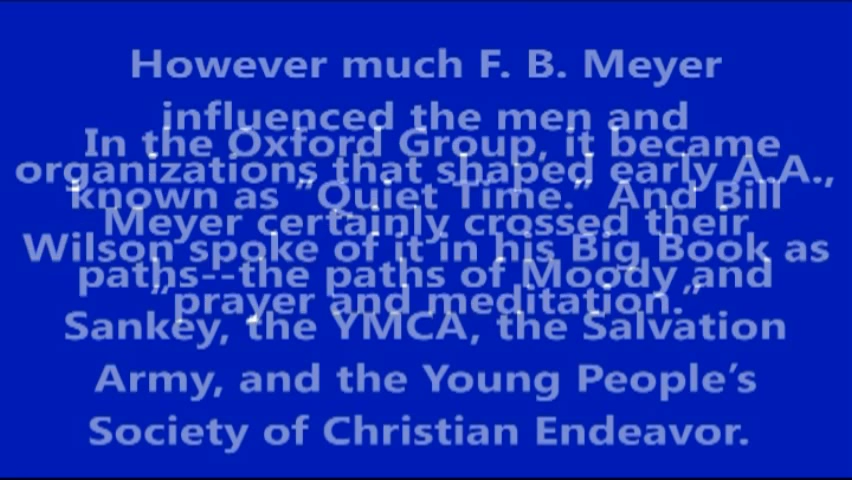 However much F. B. Meyer
influenced the men and
In the Oxford Group, it became
organizations that shaped early A.A.,
known as "Quiet Time." And Bill
Meyer certainly crossed their
Wilson spoke of it in his Big Book as
paths--the paths of Moody and
"prayer and meditation."
Sankey, the YMCA, the Salvation
Army, and the Young People's
Society of Christian Endeavor.